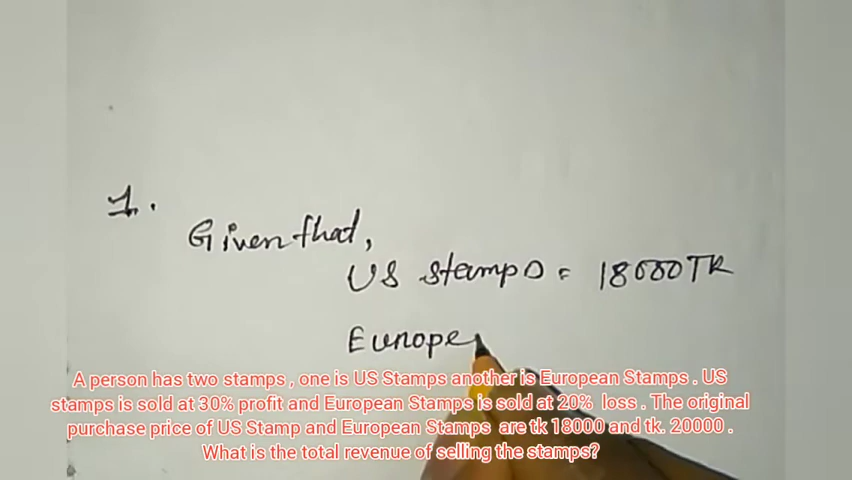 1.
Given that,
US stamps = 18000 TK
Europe
A person has two stamps , one is US Stamps another is European Stamps . US
stamps is sold at 30% profit and European Stamps is sold at 20% loss . The original
purchase price of US Stamp and European Stamps are tk 18000 and tk. 20000 .
What is the total revenue of selling the stamps?